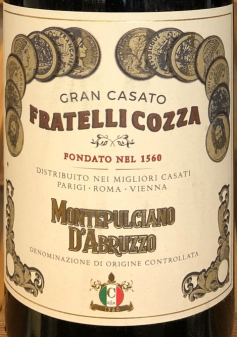 GRAN CASATO
FRATELLI COZZA
FONDATO NEL 1560
DISTRIBUITO NEI MIGLIORI CASATI
PARIGI - ROMA - VIENNA
MONTEPULCIANO
D'ABRUZZO
DENOMINAZIONE DI ORIGINE CONTROLLATA
C